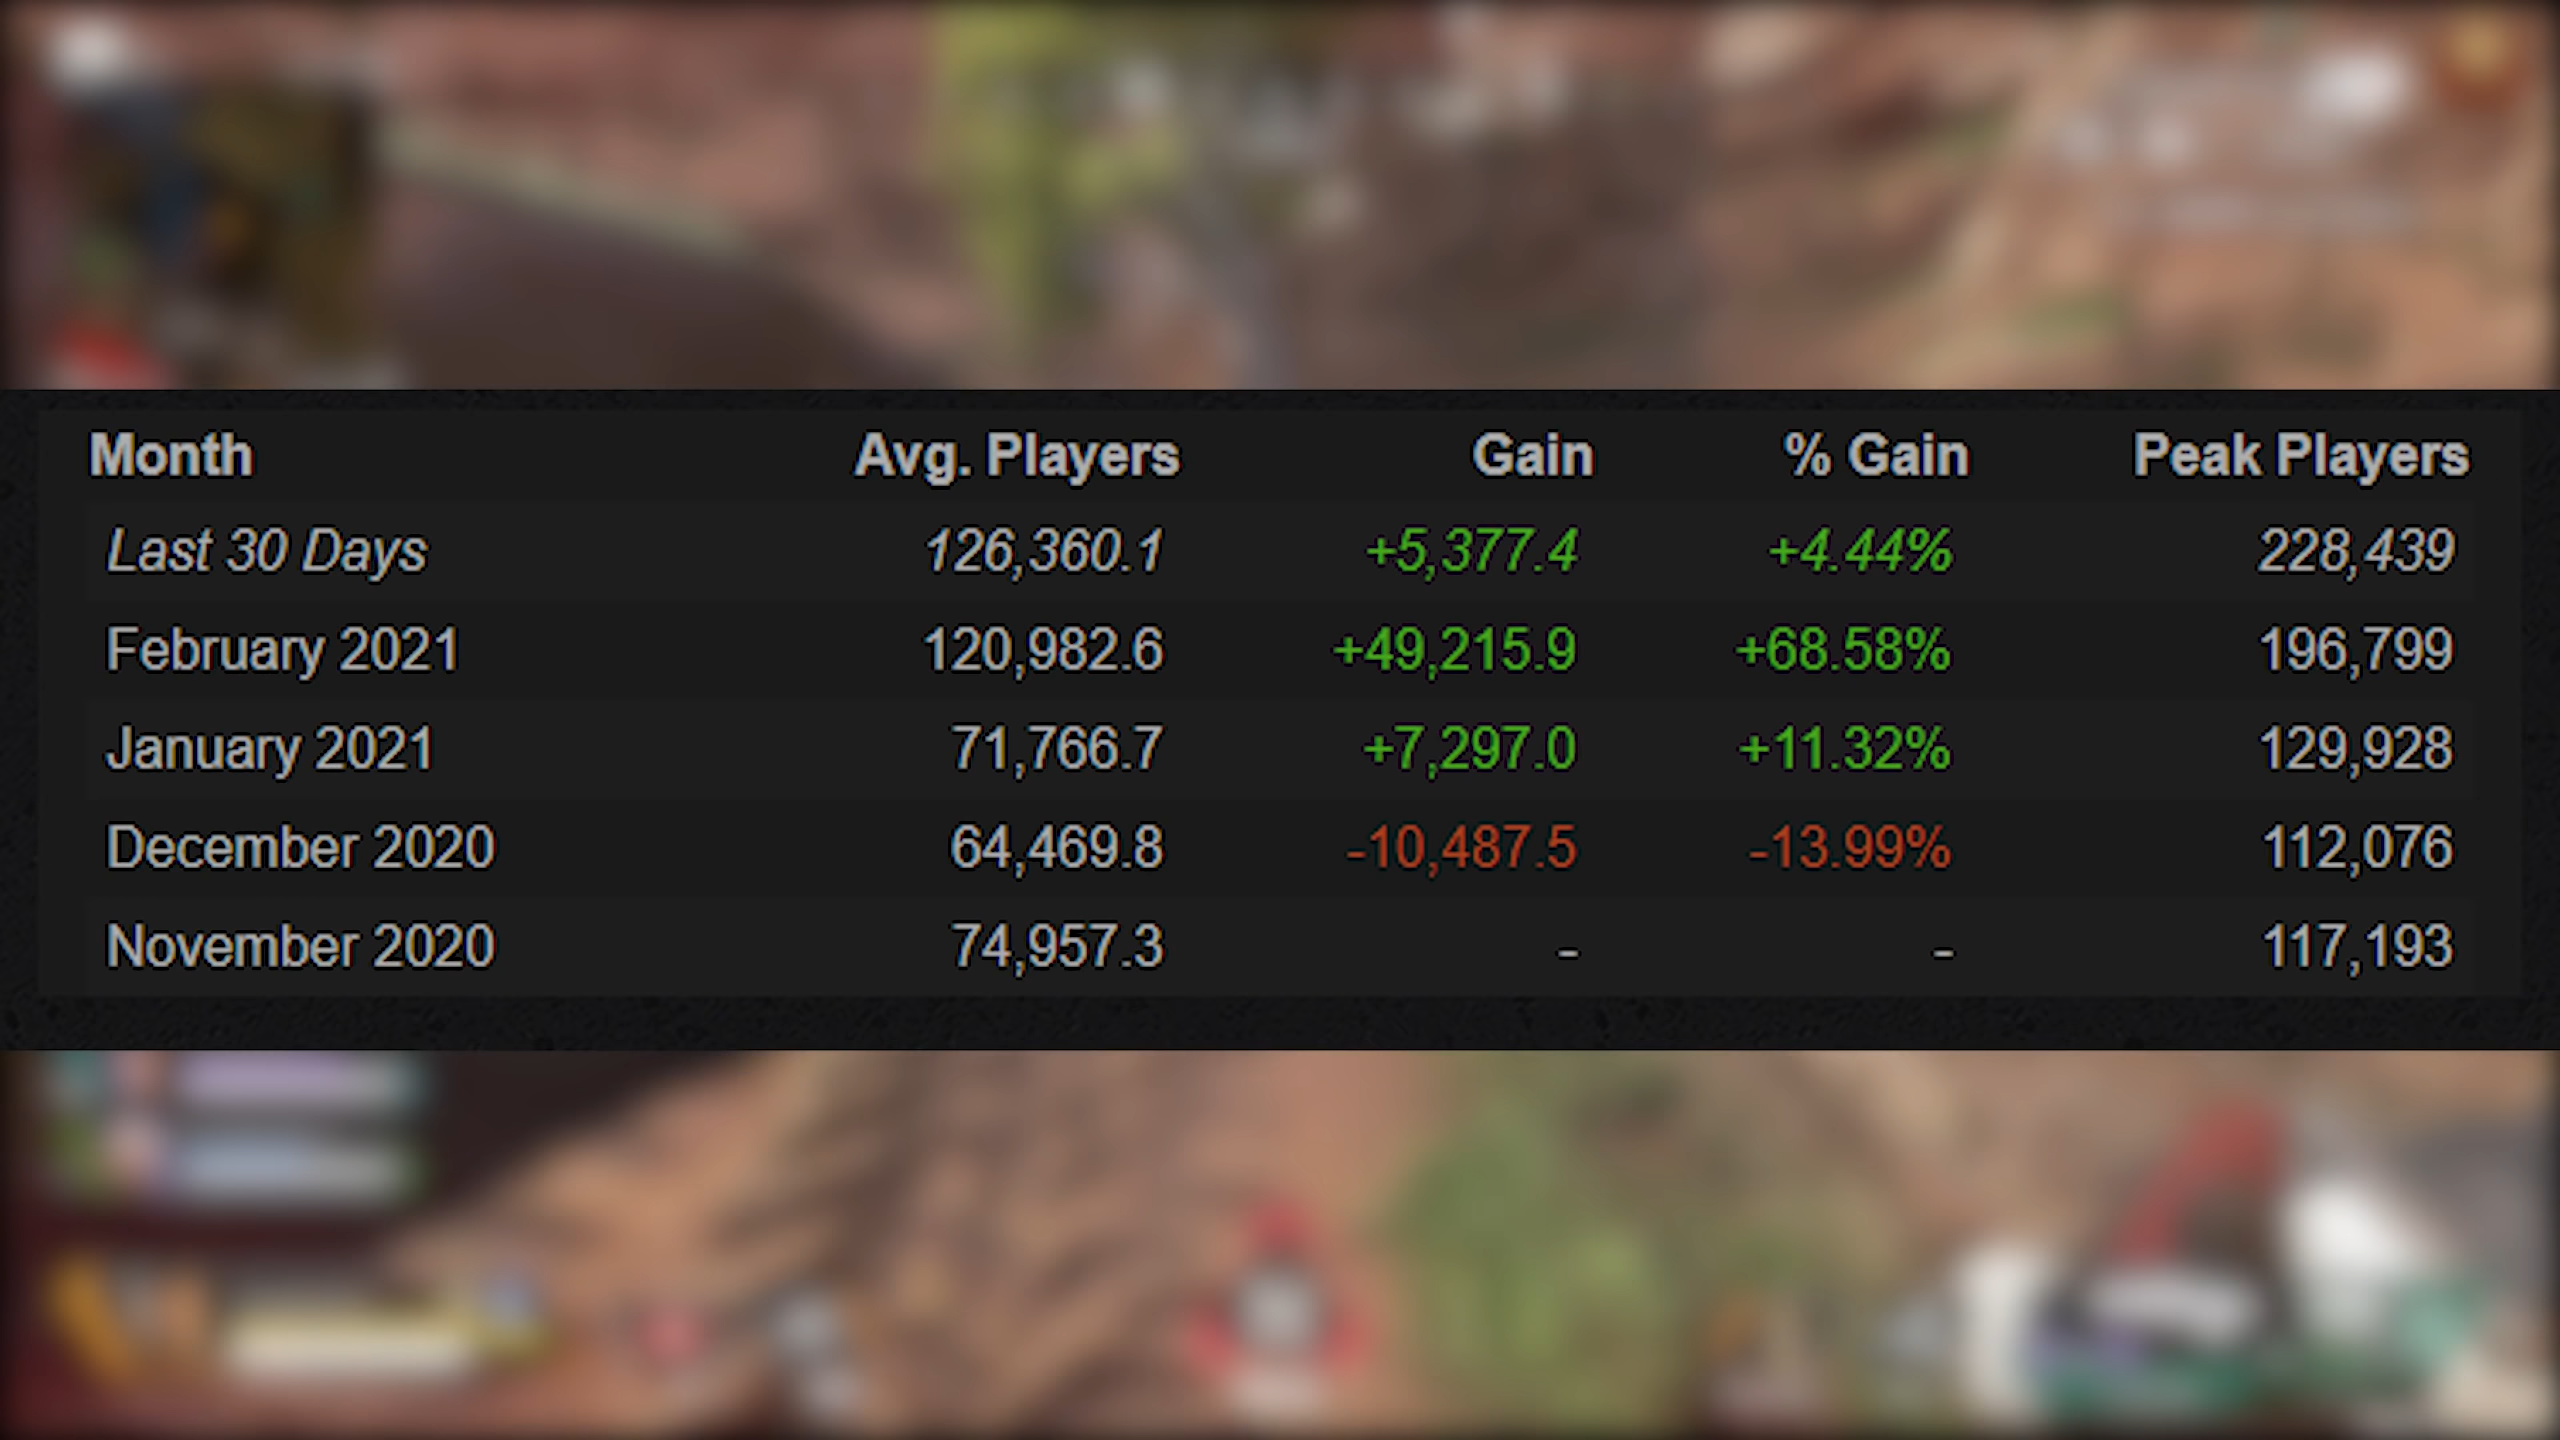 Month Avg. Players Gain % Gain Peak Players
Last 30 Days 126,360.1 +5,377.4 +4.44% 228,439
February 2021 120,982.6 +49,215.9 +68.58% 196,799
January 2021 71,766.7 +7,297.0 +11.32% 129,928
December 2020 64,469.8 -10,487.5 -13.99% 112,076
November 2020 74,957.3 - - 117,193